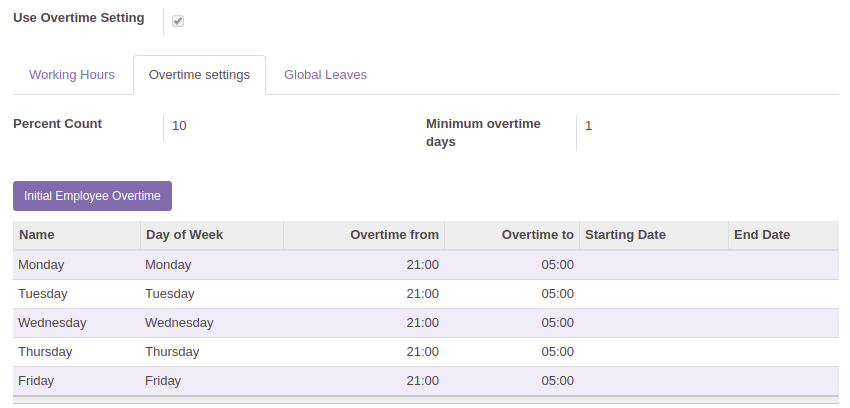 Use Overtime Setting
Working Hours Overtime settings Global Leaves
Percent Count 10 Minimum overtime days 1
Initial Employee Overtime
Name Day of Week Overtime from Overtime to Starting Date End Date
Monday Monday 21:00 05:00
Tuesday Tuesday 21:00 05:00
Wednesday Wednesday 21:00 05:00
Thursday Thursday 21:00 05:00
Friday Friday 21:00 05:00